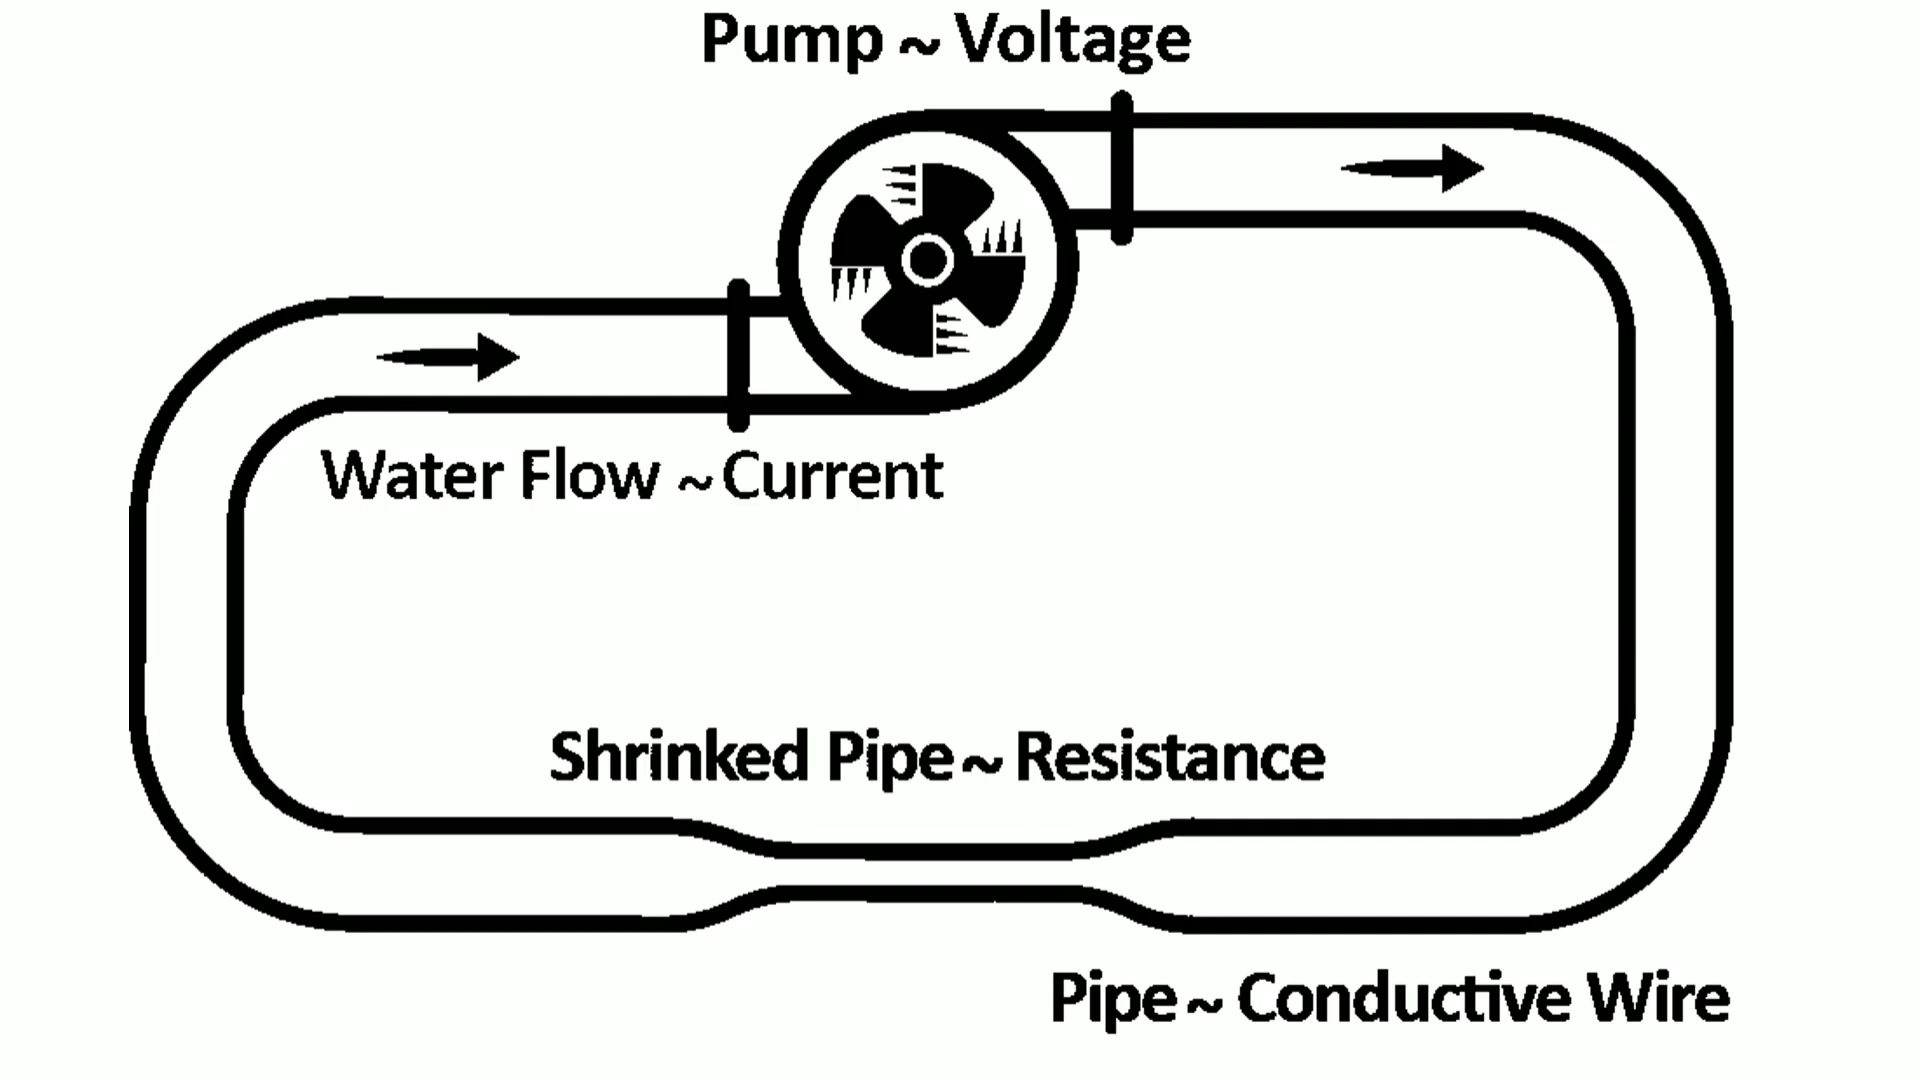 Pump ~ Voltage
Water Flow ~ Current
Shrinked Pipe ~ Resistance
Pipe ~ Conductive Wire